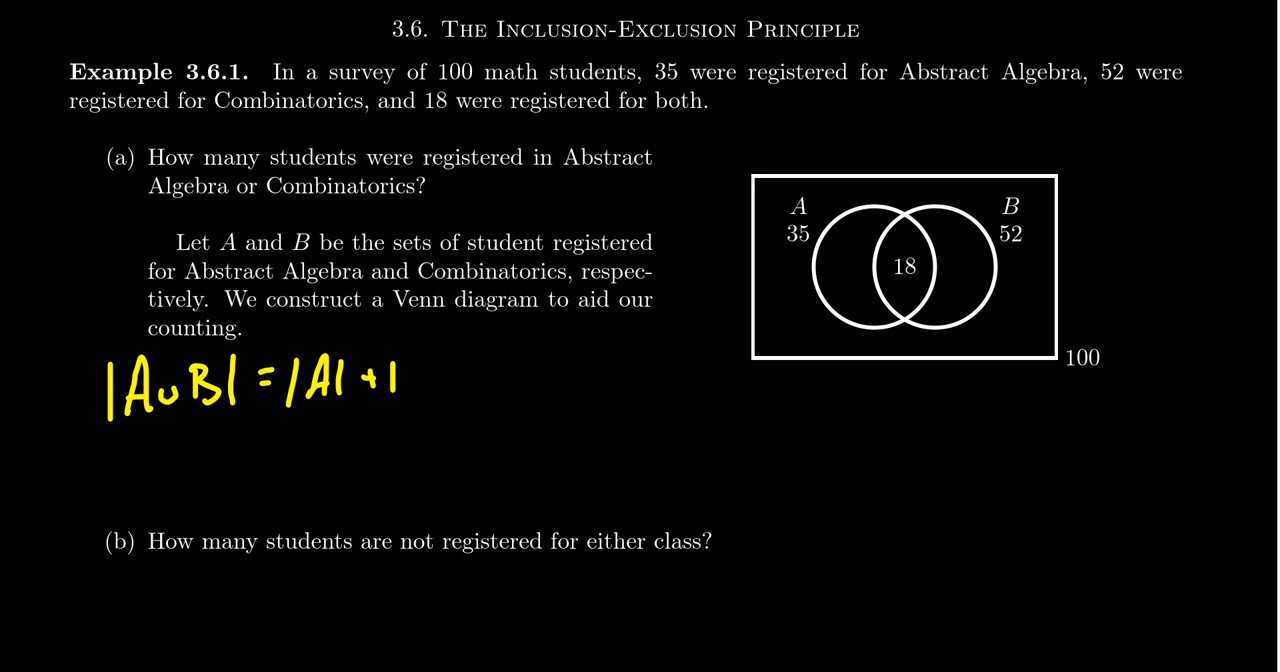 3.6. THE INCLUSION-EXCLUSION PRINCIPLE
Example 3.6.1. In a survey of 100 math students, 35 were registered for Abstract Algebra, 52 were
registered for Combinatorics, and 18 were registered for both.
(a) How many students were registered in Abstract
Algebra or Combinatorics?
Let A and B be the sets of student registered
for Abstract Algebra and Combinatorics, respec-
tively. We construct a Venn diagram to aid our
counting.
|A∪B| = |A| + |
A
35
B
52
18
100
(b) How many students are not registered for either class?